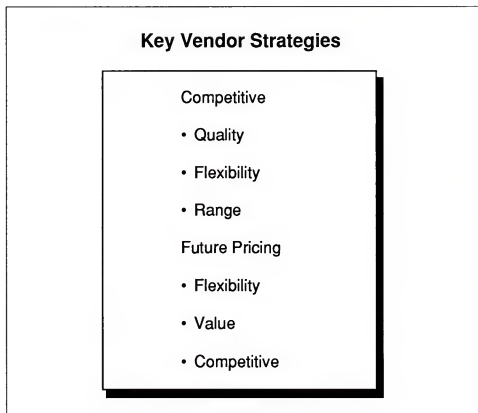 Key Vendor Strategies
Competitive
• Quality
• Flexibility
• Range
Future Pricing
• Flexibility
• Value
• Competitive